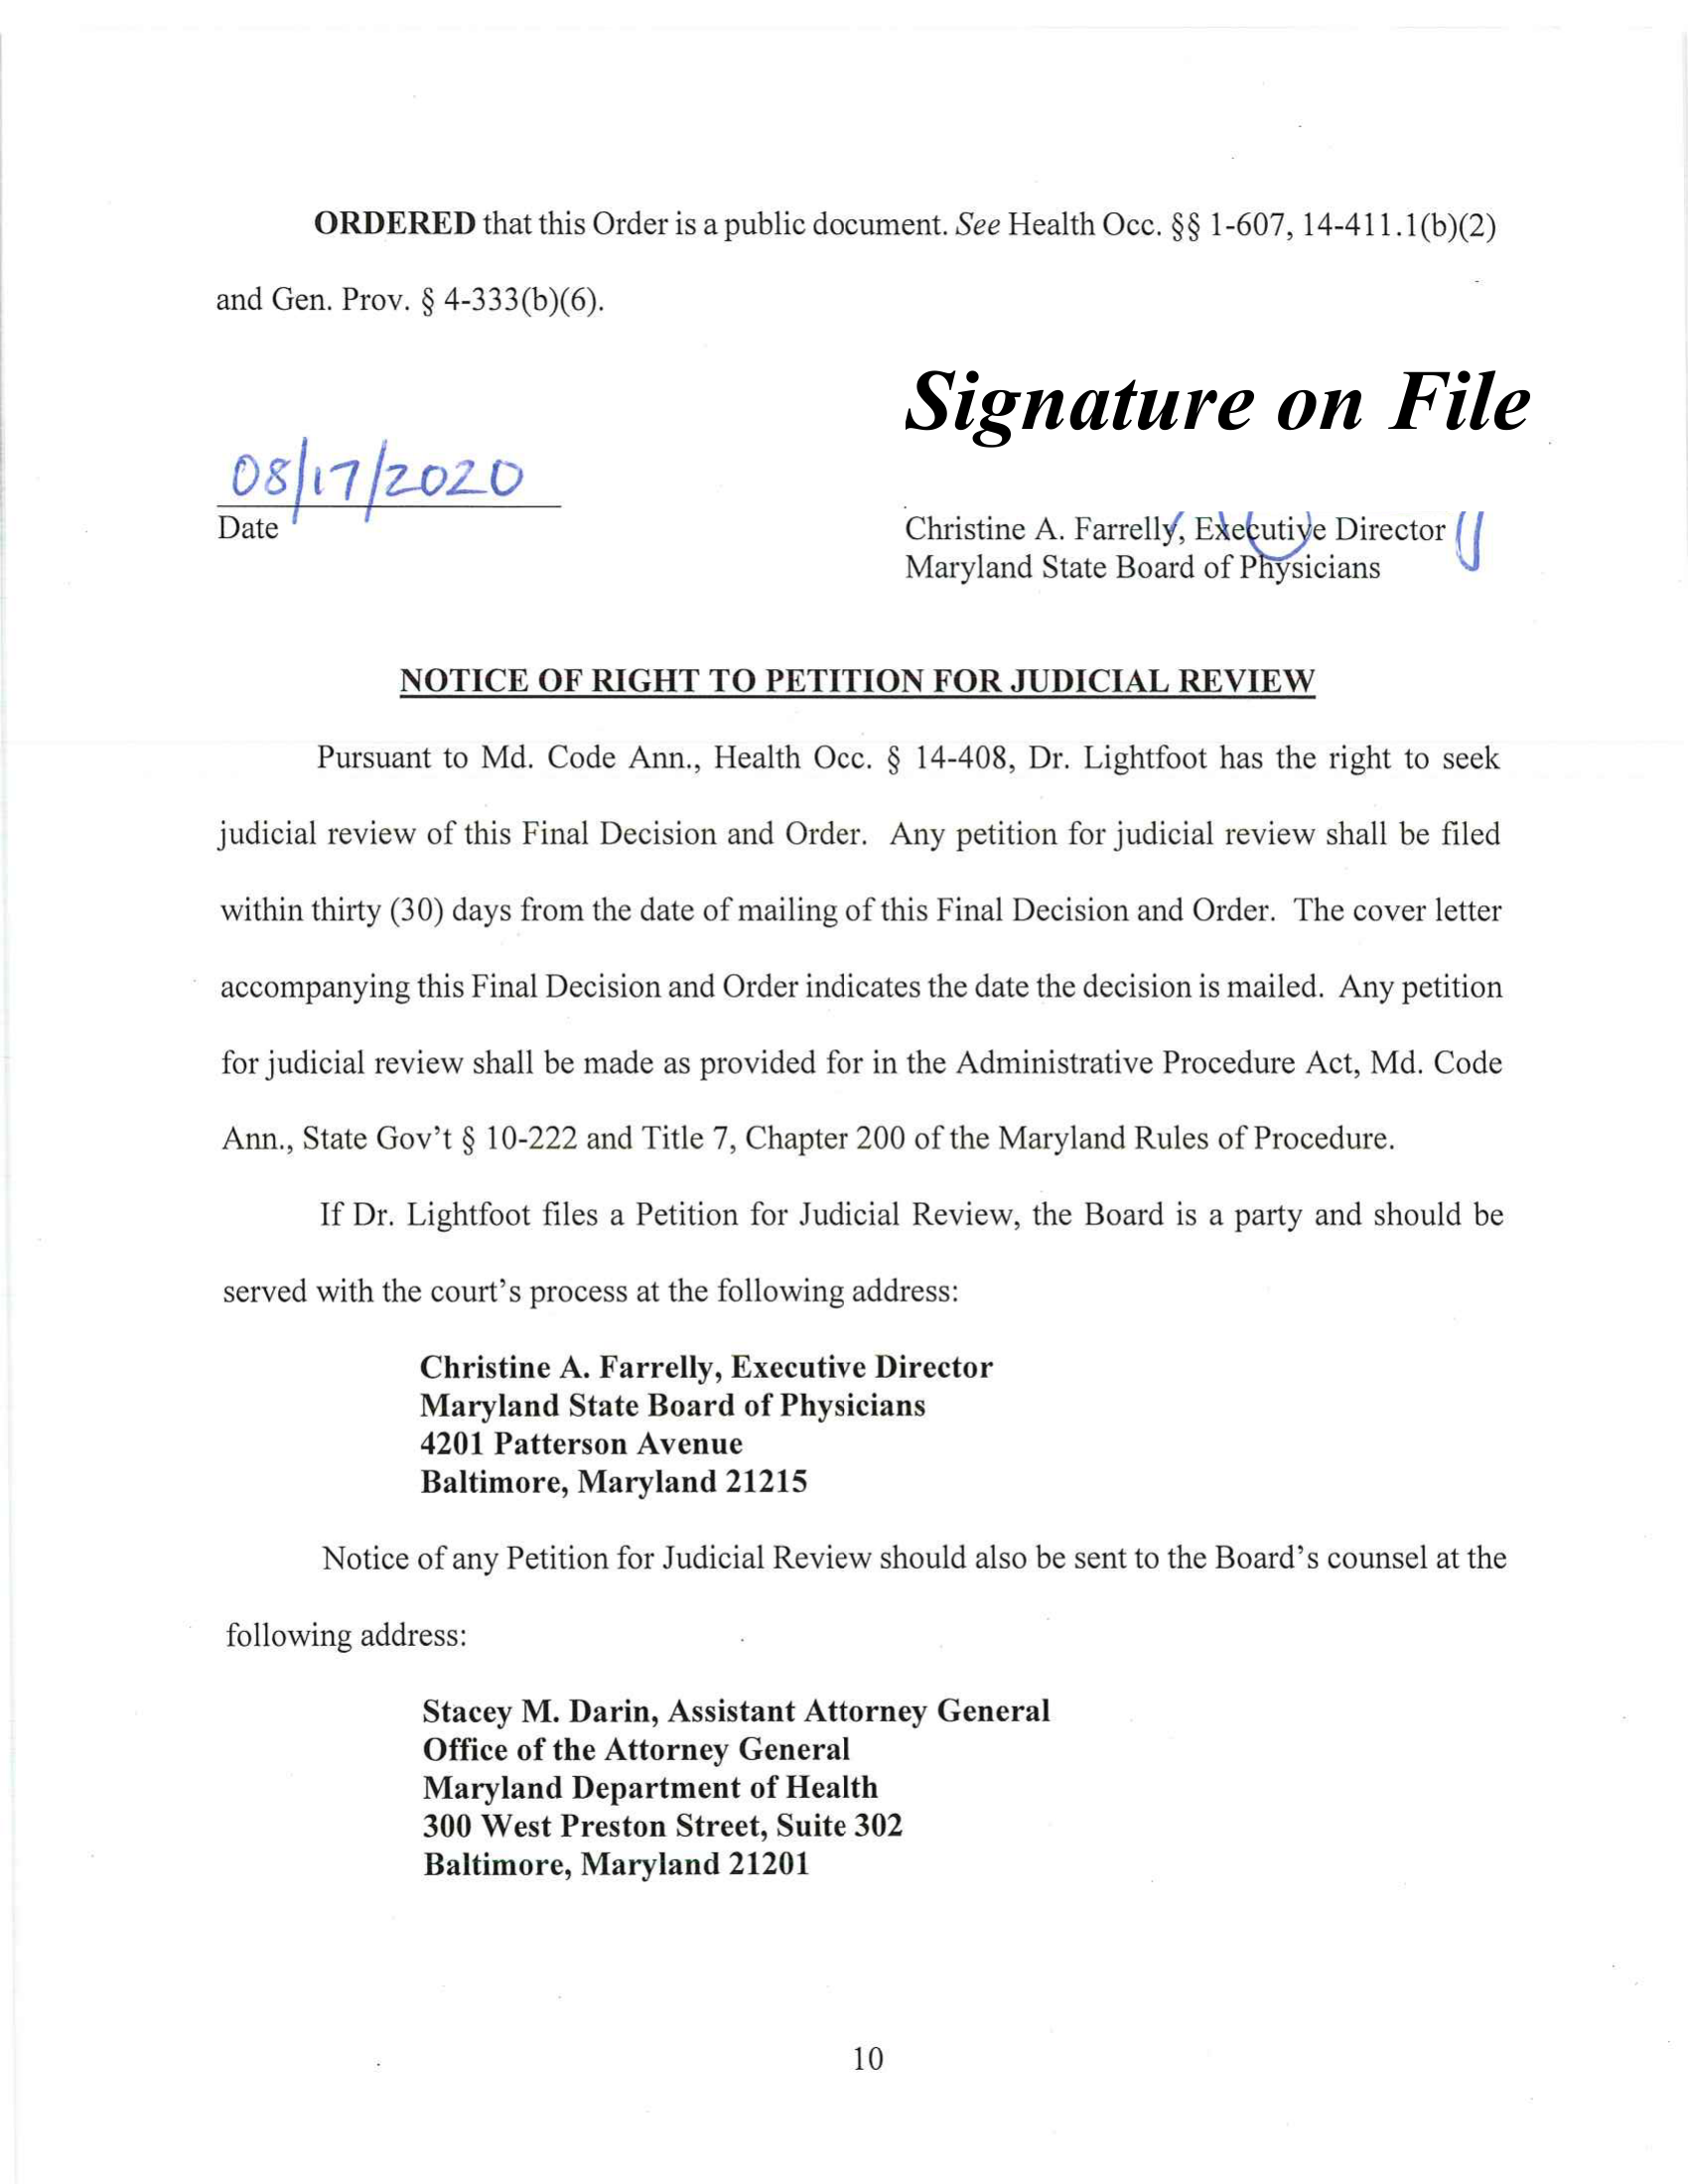 ORDERED that this Order is a public document. See Health Occ. §§ 1-607, 14-411.1(b)(2)
and Gen. Prov. § 4-333(b)(6).
Signature on File
08/17/2020
Date
Christine A. Farrelly, Executive Director
Maryland State Board of Physicians
NOTICE OF RIGHT TO PETITION FOR JUDICIAL REVIEW
Pursuant to Md. Code Ann., Health Occ. § 14-408, Dr. Lightfoot has the right to seek
judicial review of this Final Decision and Order. Any petition for judicial review shall be filed
within thirty (30) days from the date of mailing of this Final Decision and Order. The cover letter
accompanying this Final Decision and Order indicates the date the decision is mailed. Any petition
for judicial review shall be made as provided for in the Administrative Procedure Act, Md. Code
Ann., State Gov't § 10-222 and Title 7, Chapter 200 of the Maryland Rules of Procedure.
If Dr. Lightfoot files a Petition for Judicial Review, the Board is a party and should be
served with the court's process at the following address:
Christine A. Farrelly, Executive Director
Maryland State Board of Physicians
4201 Patterson Avenue
Baltimore, Maryland 21215
Notice of any Petition for Judicial Review should also be sent to the Board's counsel at the
following address:
Stacey M. Darin, Assistant Attorney General
Office of the Attorney General
Maryland Department of Health
300 West Preston Street, Suite 302
Baltimore, Maryland 21201
10